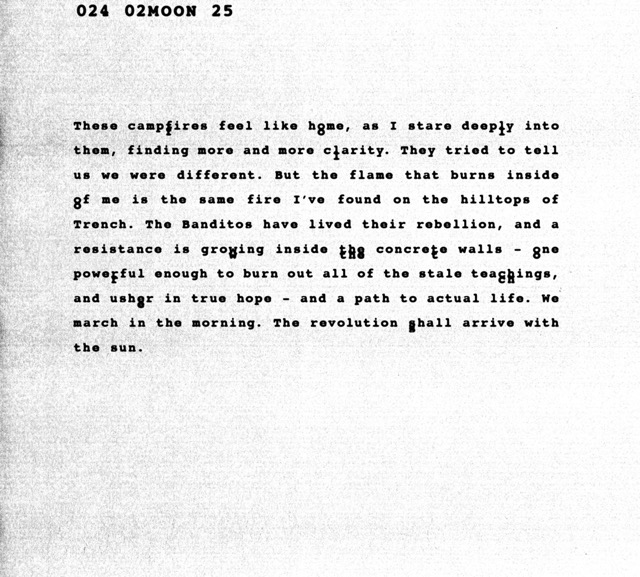 024 02MOON 25
These campfires feel like home, as I stare deeply into
them, finding more and more clarity. They tried to tell
us we were different. But the flame that burns inside
of me is the same fire I've found on the hilltops of
Trench. The Banditos have lived their rebellion, and a
resistance is growing inside the concrete walls - one
powerful enough to burn out all of the stale teachings,
and usher in true hope - and a path to actual life. We
march in the morning. The revolution shall arrive with
the sun.